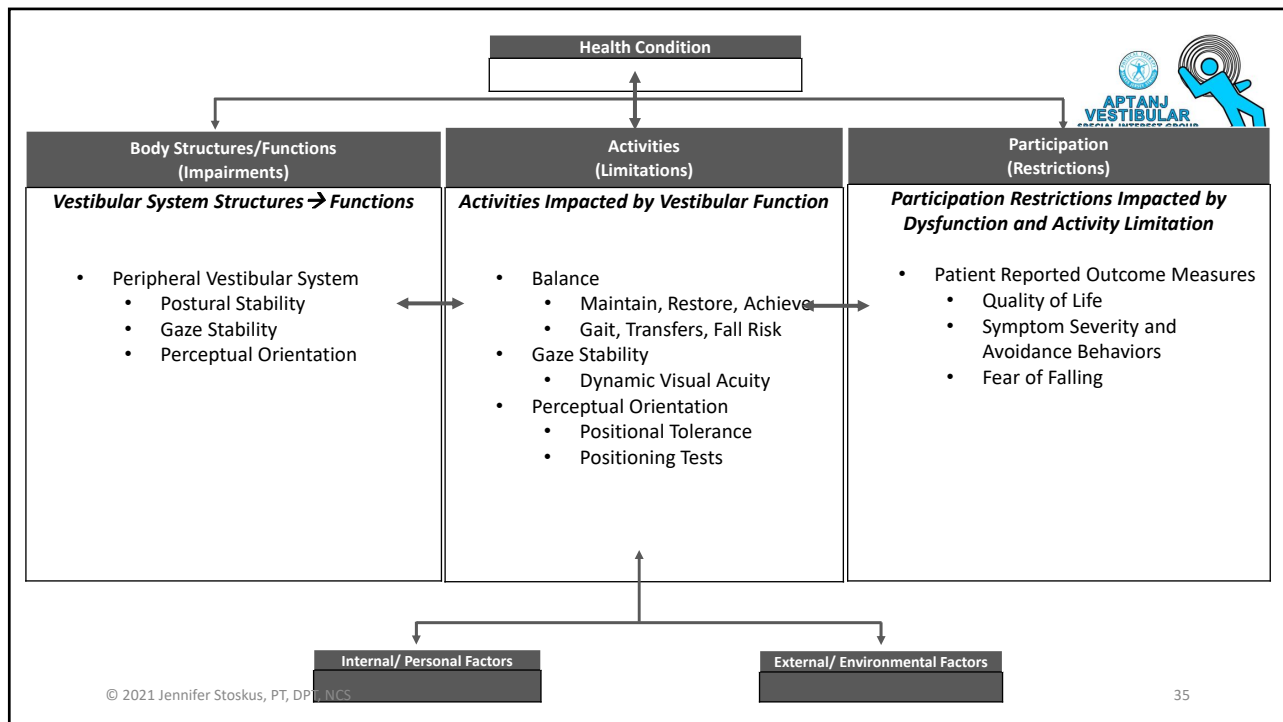 Health Condition
APTANJ
VESTIBULAR
SPECIAL INTEREST GROUP
Body Structures/Functions
(Impairments)
Vestibular System Structures → Functions
• Peripheral Vestibular System
• Postural Stability
• Gaze Stability
• Perceptual Orientation
Activities
(Limitations)
Activities Impacted by Vestibular Function
• Balance
• Maintain, Restore, Achieve
• Gait, Transfers, Fall Risk
• Gaze Stability
• Dynamic Visual Acuity
• Perceptual Orientation
• Positional Tolerance
• Positioning Tests
Participation
(Restrictions)
Participation Restrictions Impacted by
Dysfunction and Activity Limitation
• Patient Reported Outcome Measures
• Quality of Life
• Symptom Severity and
Avoidance Behaviors
• Fear of Falling
Internal/ Personal Factors
External/ Environmental Factors
© 2021 Jennifer Stoskus, PT, DPT, NCS
35